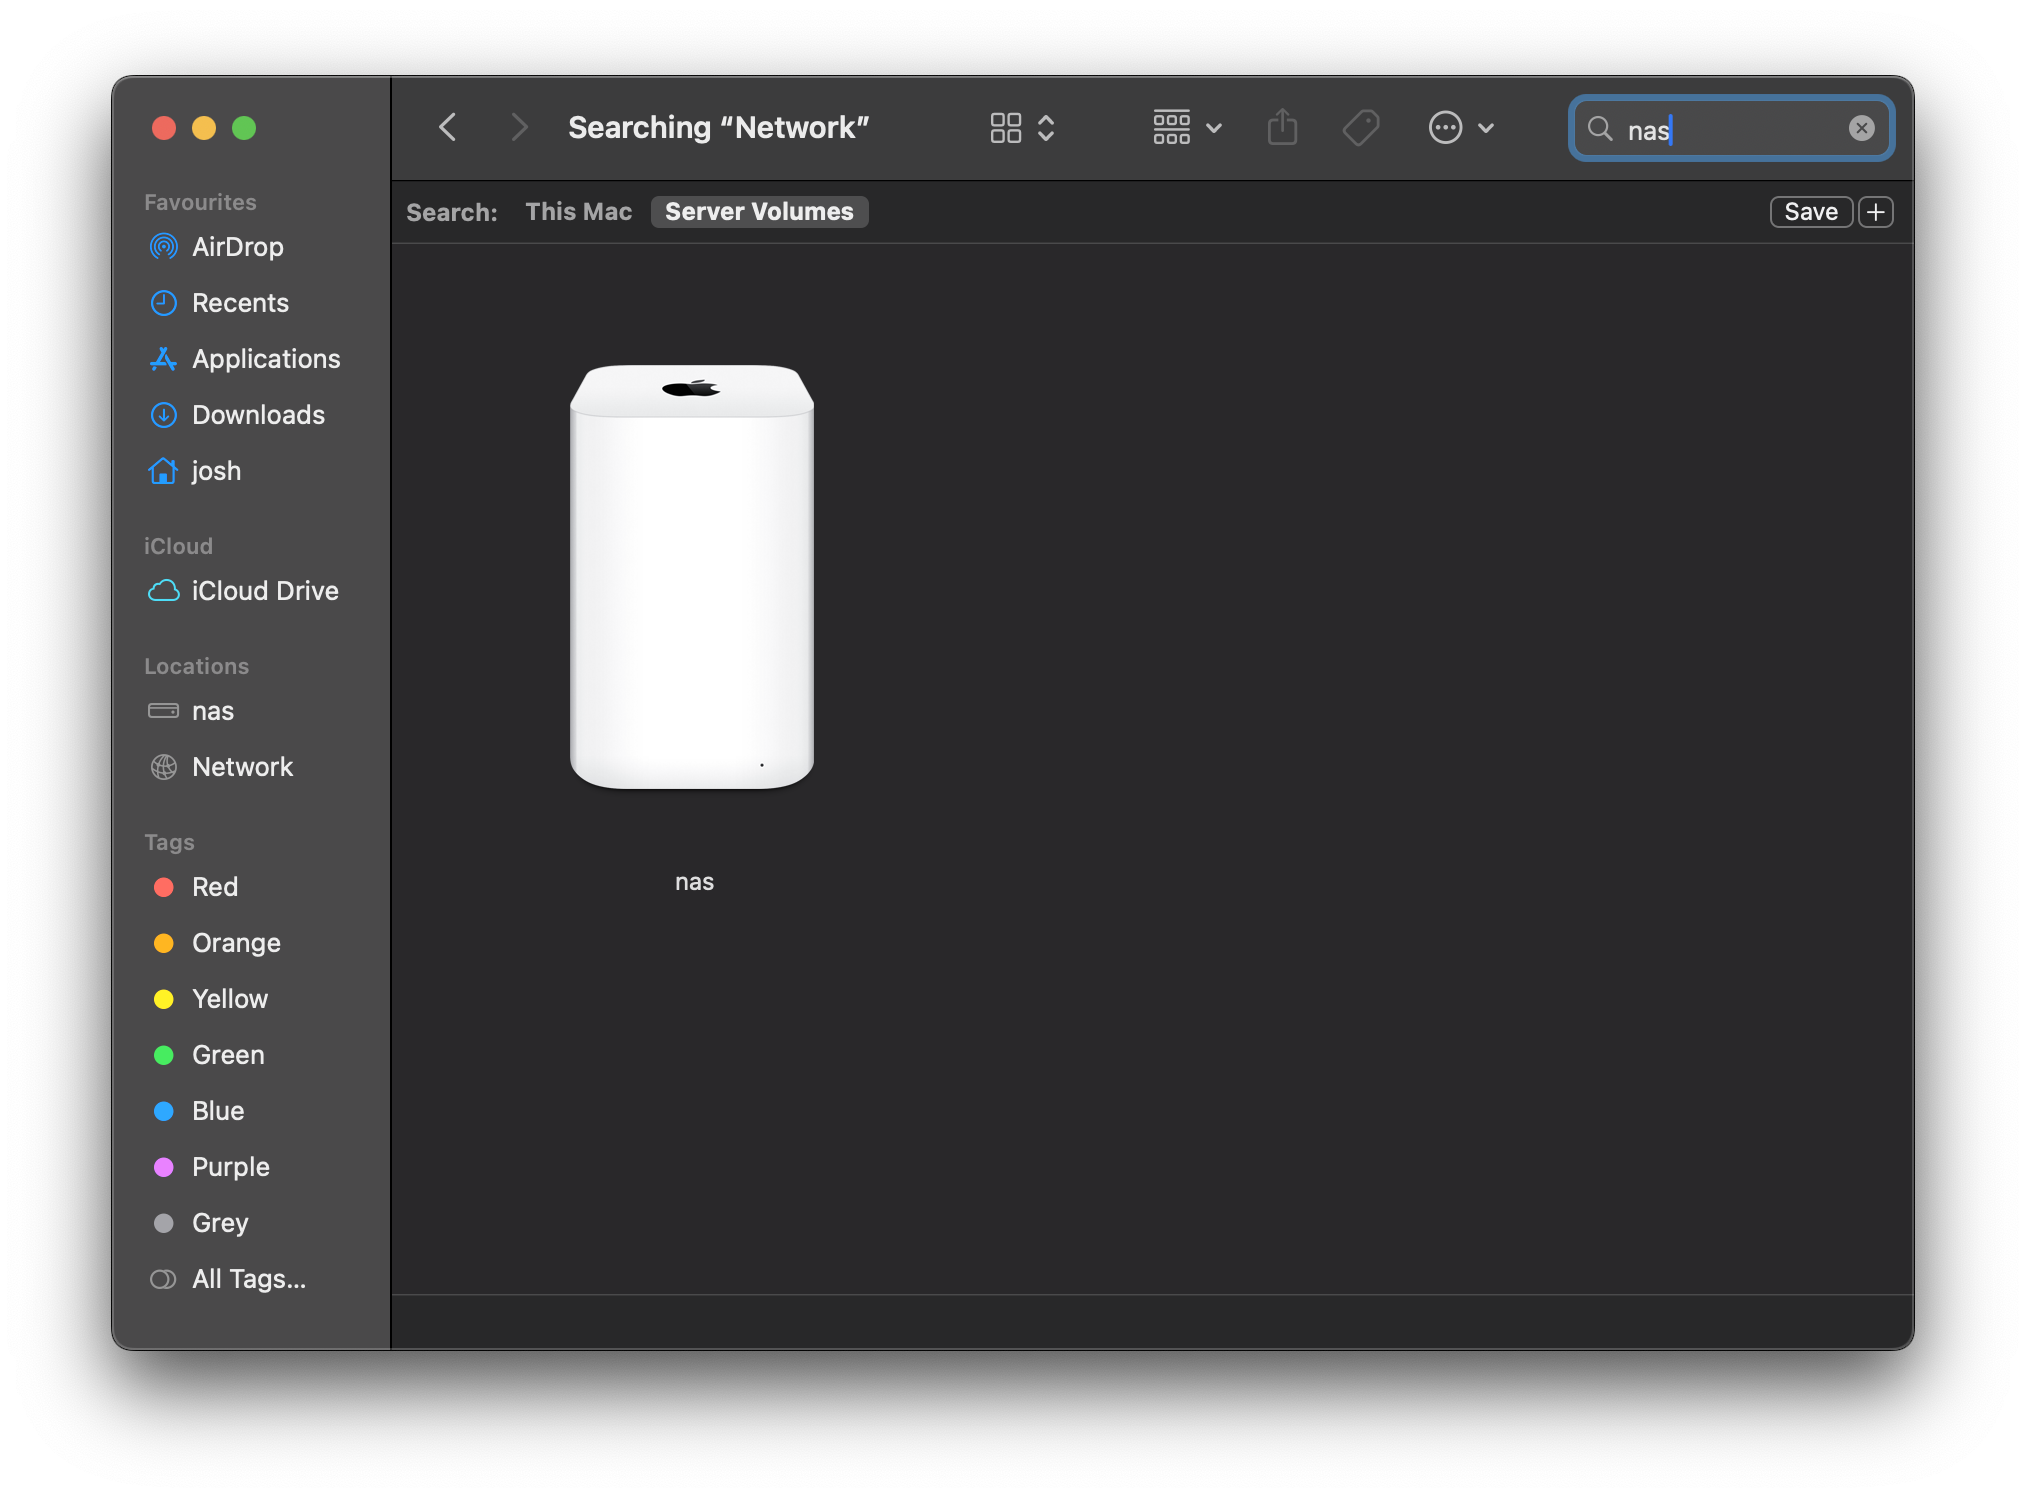 Favourites
AirDrop
Recents
Applications
Downloads
josh
iCloud
iCloud Drive
Locations
nas
Network
Tags
Red
Orange
Yellow
Green
Blue
Purple
Grey
All Tags...
Searching “Network”
nas
Search: This Mac Server Volumes Save
nas